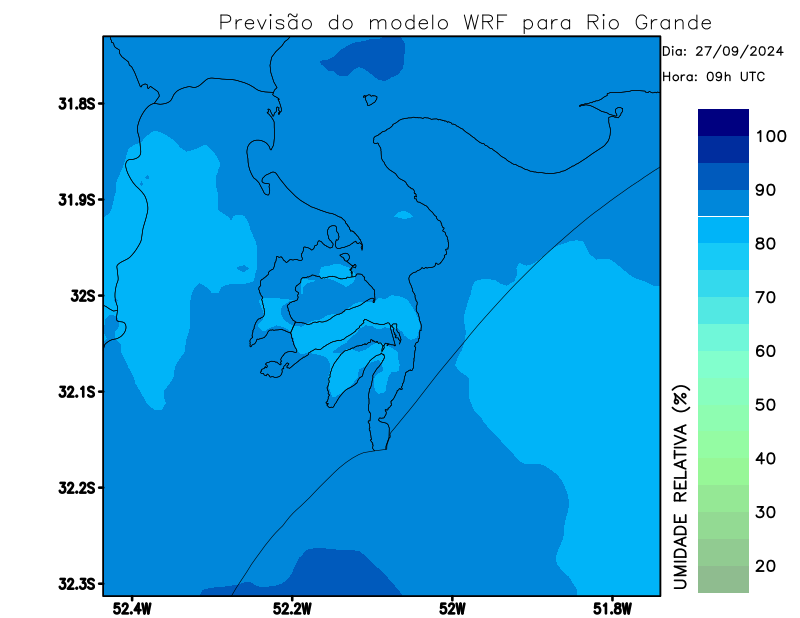 Previsão do modelo WRF para Rio Grande
Dia: 27/09/2024
Hora: 09h UTC
31.8S
31.9S
32S
32.1S
32.2S
32.3S
52.4W
52.2W
52W
51.8W
100
90
80
70
60
50
40
30
20
UMIDADE RELATIVA (%)